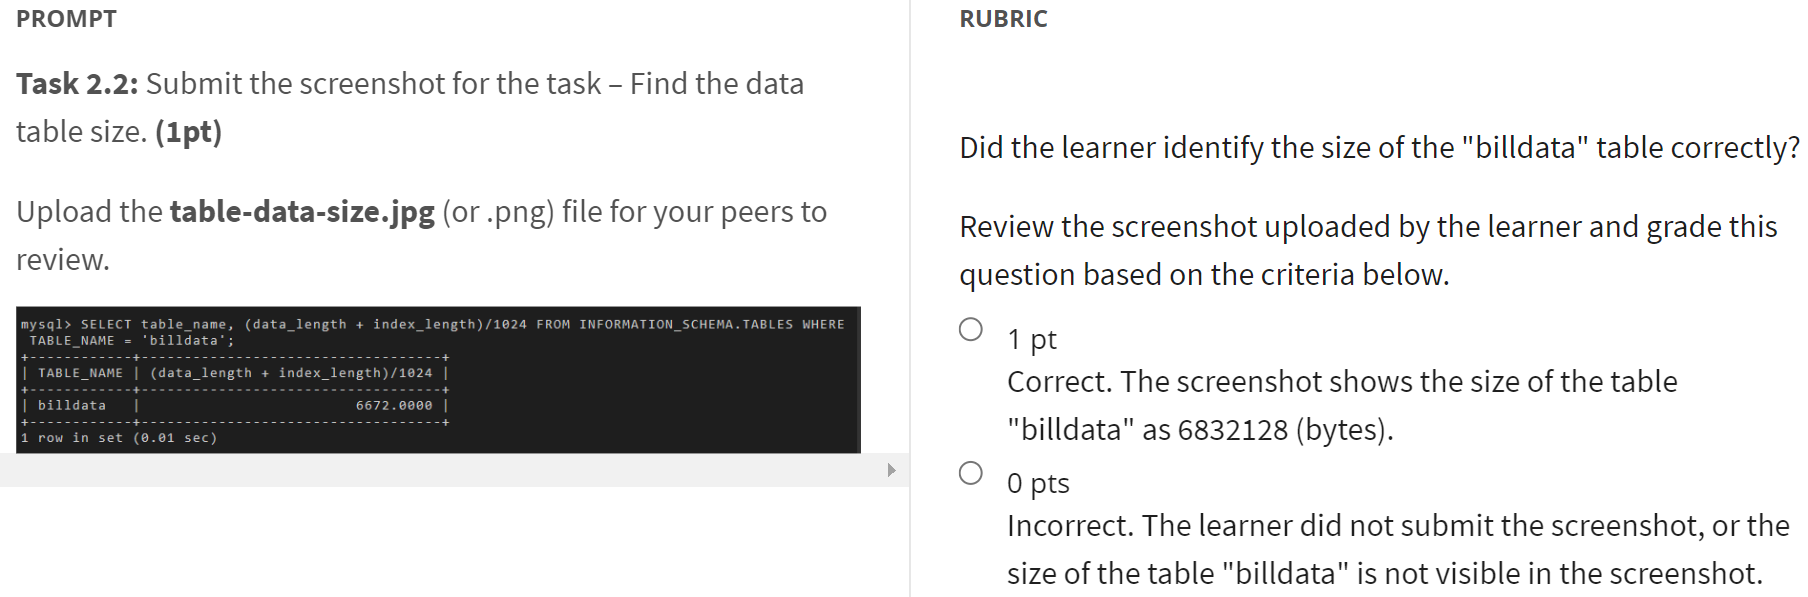 PROMPT
Task 2.2: Submit the screenshot for the task – Find the data
table size. (1pt)
Upload the table-data-size.jpg (or .png) file for your peers to
review.
mysql> SELECT table_name, (data_length + index_length)/1024 FROM INFORMATION_SCHEMA.TABLES WHERE
TABLE_NAME = 'billdata';
+------------+-----------------------------------+
| TABLE_NAME | (data_length + index_length)/1024 |
+------------+-----------------------------------+
| billdata   |                         6672.0000 |
+------------+-----------------------------------+
1 row in set (0.01 sec)
RUBRIC
Did the learner identify the size of the "billdata" table correctly?
Review the screenshot uploaded by the learner and grade this
question based on the criteria below.
1 pt
Correct. The screenshot shows the size of the table
"billdata" as 6832128 (bytes).
0 pts
Incorrect. The learner did not submit the screenshot, or the
size of the table "billdata" is not visible in the screenshot.